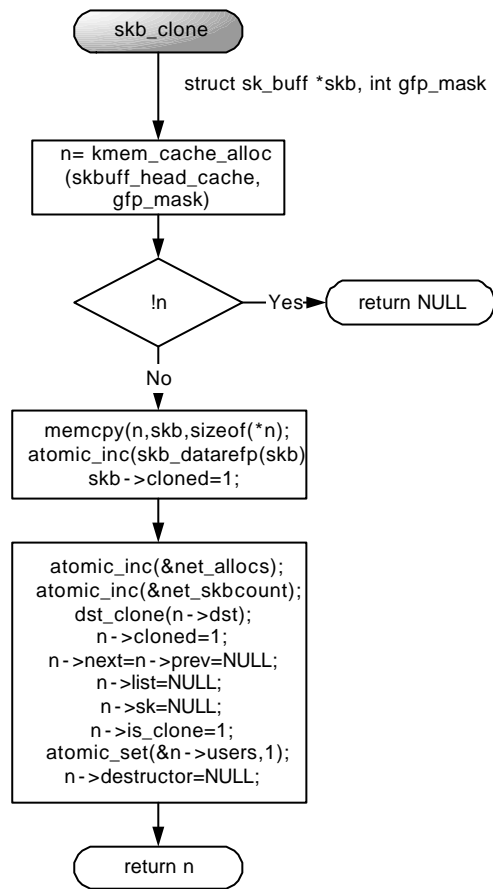 skb_clone
struct sk_buff *skb, int gfp_mask
n= kmem_cache_alloc
(skbuff_head_cache,
gfp_mask)
!n
Yes
return NULL
No
memcpy(n,skb,sizeof(*n);
atomic_inc(skb_datarefp(skb)
skb->cloned=1;
atomic_inc(&net_allocs);
atomic_inc(&net_skbcount);
dst_clone(n->dst);
n->cloned=1;
n->next=n->prev=NULL;
n->list=NULL;
n->sk=NULL;
n->is_clone=1;
atomic_set(&n->users,1);
n->destructor=NULL;
return n